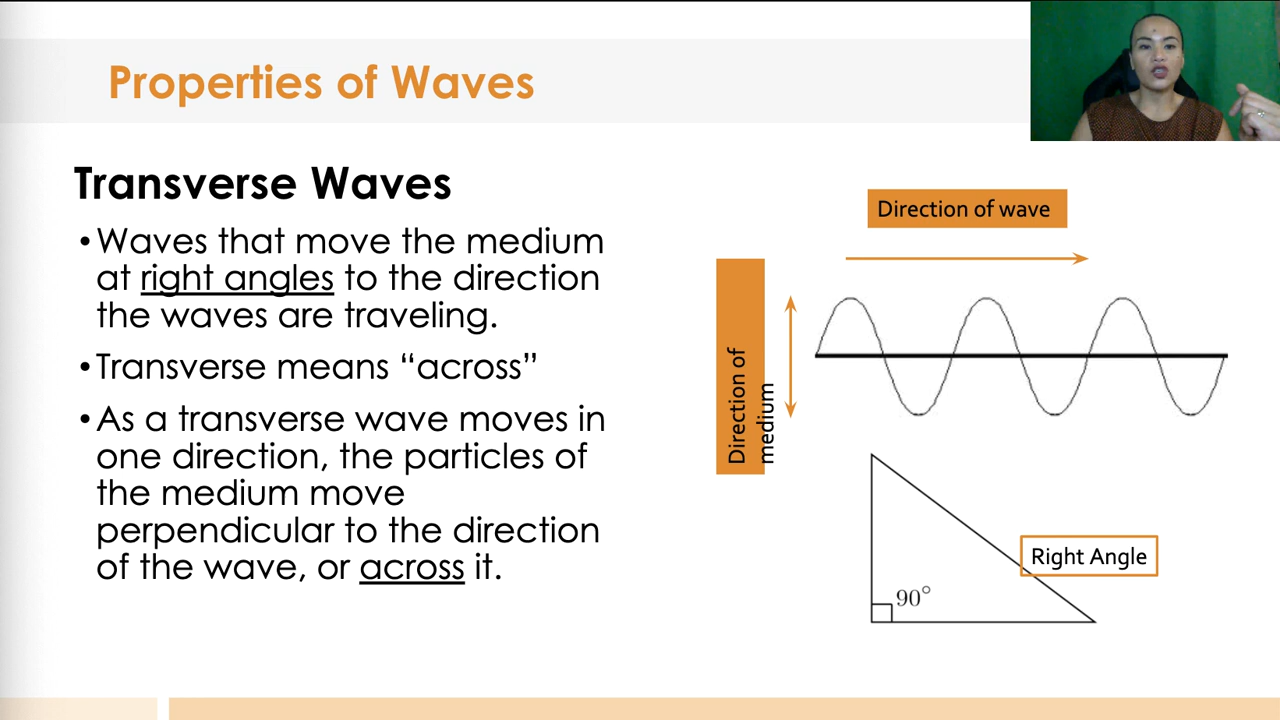 Properties of Waves
Transverse Waves
•Waves that move the medium
at right angles to the direction
the waves are traveling.
•Transverse means “across”
•As a transverse wave moves in
one direction, the particles of
the medium move
perpendicular to the direction
of the wave, or across it.
Direction of wave
Direction of
medium
Right Angle
90°